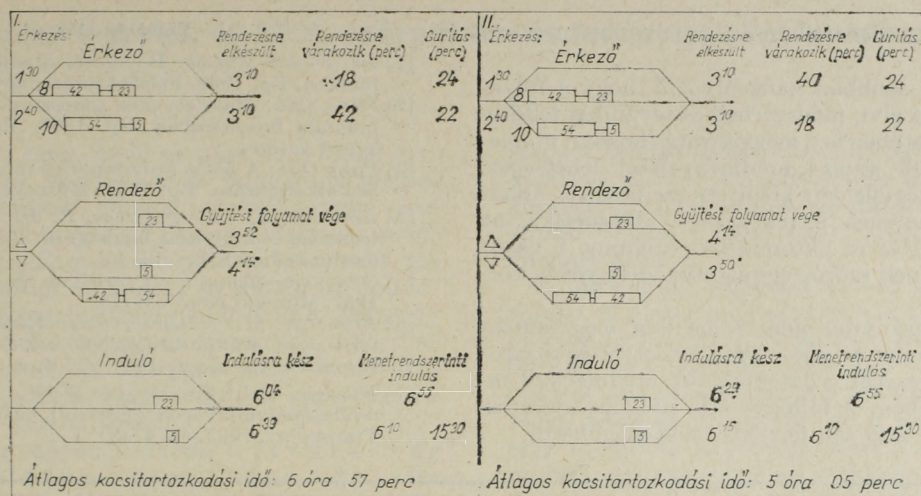 I.
Érkezés: Érkező Rendezésre elkészült Rendezésre várakozik (perc) Gurítás (perc)
1³⁰ 8 42 23 3¹⁰ 18 24
2⁴⁰ 10 54 5 3¹⁰ 42 22
Rendező
23 Gyűjtési folyamat vége
3⁵²
△
▽
5 4¹⁴
42 54
Induló Indulásra kész Menetrendszerinti indulás
23 6⁰⁴ 6⁵⁵
5 6³⁹ 6¹⁰ 15³⁰
Átlagos kocsitartozkodási idő: 6 óra 57 perc
II.
Érkezés: Érkező Rendezésre elkészült Rendezésre várakozik (perc) Gurítás (perc)
1³⁰ 8 42 23 3¹⁰ 40 24
2⁴⁰ 10 54 5 3¹⁰ 18 22
Rendező
23 Gyűjtési folyamat vége
4¹⁴
△
▽
5 3⁵⁰
54 42
Induló Indulásra kész Menetrendszerinti indulás
23 6²⁹ 6⁵⁵
5 6¹⁵ 6¹⁰ 15³⁰
Átlagos kocsitartozkodási idő: 5 óra 05 perc